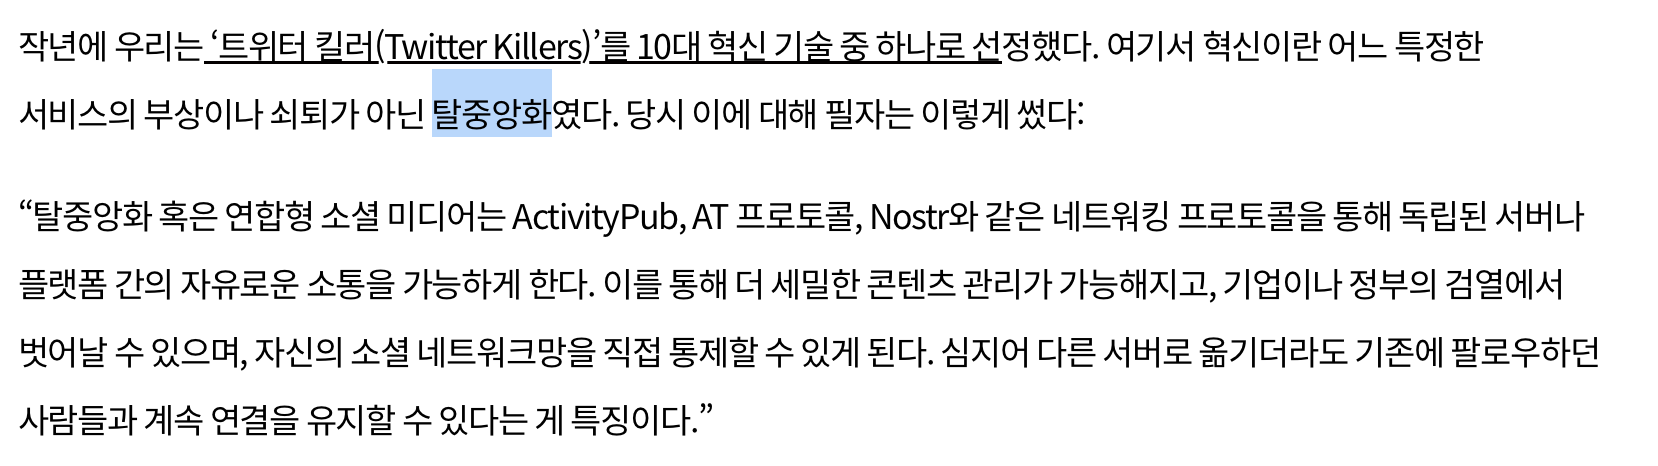 작년에 우리는 ‘트위터 킬러(Twitter Killers)’를 10대 혁신 기술 중 하나로 선정했다. 여기서 혁신이란 어느 특정한
서비스의 부상이나 쇠퇴가 아닌 탈중앙화였다. 당시 이에 대해 필자는 이렇게 썼다:
“탈중앙화 혹은 연합형 소셜 미디어는 ActivityPub, AT 프로토콜, Nostr와 같은 네트워킹 프로토콜을 통해 독립된 서버나
플랫폼 간의 자유로운 소통을 가능하게 한다. 이를 통해 더 세밀한 콘텐츠 관리가 가능해지고, 기업이나 정부의 검열에서
벗어날 수 있으며, 자신의 소셜 네트워크망을 직접 통제할 수 있게 된다. 심지어 다른 서버로 옮기더라도 기존에 팔로우하던
사람들과 계속 연결을 유지할 수 있다는 게 특징이다.”